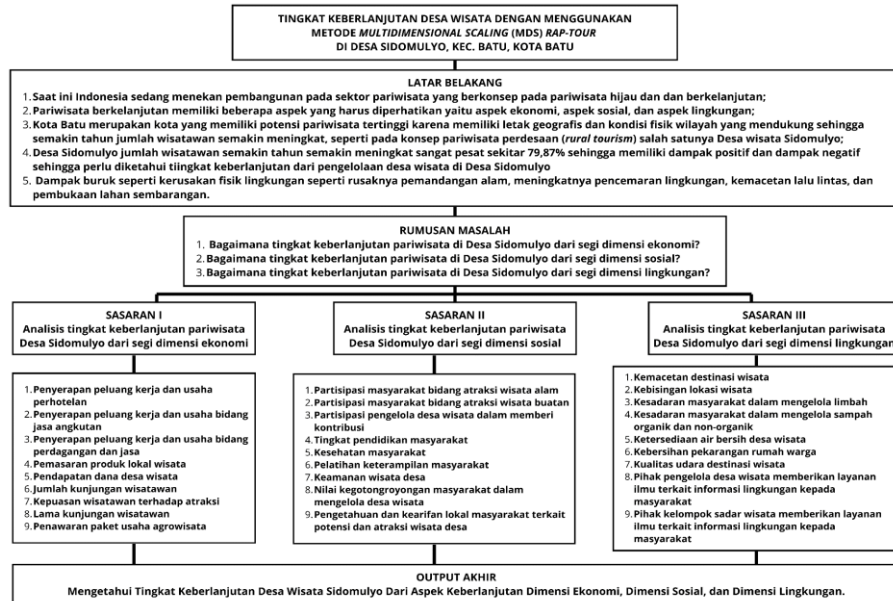 TINGKAT KEBERLANJUTAN DESA WISATA DENGAN MENGGUNAKAN
METODE MULTIDIMENSIONAL SCALING (MDS) RAP-TOUR
DI DESA SIDOMULYO, KEC. BATU, KOTA BATU
LATAR BELAKANG
1. Saat ini Indonesia sedang menekan pembangunan pada sektor pariwisata yang berkonsep pada pariwisata hijau dan dan berkelanjutan;
2. Pariwisata berkelanjutan memiliki beberapa aspek yang harus diperhatikan yaitu aspek ekonomi, aspek sosial, dan aspek lingkungan;
3. Kota Batu merupakan kota yang memiliki potensi pariwisata tertinggi karena memiliki letak geografis dan kondisi fisik wilayah yang mendukung sehingga
semakin tahun jumlah wisatawan semakin meningkat, seperti pada konsep pariwisata perdesaan (rural tourism) salah satunya Desa wisata Sidomulyo;
4. Desa Sidomulyo jumlah wisatawan semakin tahun semakin meningkat sangat pesat sekitar 79,87% sehingga memiliki dampak positif dan dampak negatif
sehingga perlu diketahui tiingkat keberlanjutan dari pengelolaan desa wisata di Desa Sidomulyo
5. Dampak buruk seperti kerusakan fisik lingkungan seperti rusaknya pemandangan alam, meningkatnya pencemaran lingkungan, kemacetan lalu lintas, dan
pembukaan lahan sembarangan.
RUMUSAN MASALAH
1. Bagaimana tingkat keberlanjutan pariwisata di Desa Sidomulyo dari segi dimensi ekonomi?
2. Bagaimana tingkat keberlanjutan pariwisata di Desa Sidomulyo dari segi dimensi sosial?
3. Bagaimana tingkat keberlanjutan pariwisata di Desa Sidomulyo dari segi dimensi lingkungan?
SASARAN I
Analisis tingkat keberlanjutan pariwisata
Desa Sidomulyo dari segi dimensi ekonomi
SASARAN II
Analisis tingkat keberlanjutan pariwisata
Desa Sidomulyo dari segi dimensi sosial
SASARAN III
Analisis tingkat keberlanjutan pariwisata
Desa Sidomulyo dari segi dimensi lingkungan
1. Penyerapan peluang kerja dan usaha
perhotelan
2. Penyerapan peluang kerja dan usaha bidang
jasa angkutan
3. Penyerapan peluang kerja dan usaha bidang
perdagangan dan jasa
4. Pemasaran produk lokal wisata
5. Pendapatan dana desa wisata
6. Jumlah kunjungan wisatawan
7. Kepuasan wisatawan terhadap atraksi
8. Lama kunjungan wisatawan
9. Penawaran paket usaha agrowisata
1. Partisipasi masyarakat bidang atraksi wisata alam
2. Partisipasi masyarakat bidang atraksi wisata buatan
3. Partisipasi pengelola desa wisata dalam memberi
kontribusi
4. Tingkat pendidikan masyarakat
5. Kesehatan masyarakat
6. Pelatihan keterampilan masyarakat
7. Keamanan wisata desa
8. Nilai kegotongroyongan masyarakat dalam
mengelola desa wisata
9. Pengetahuan dan kearifan lokal masyarakat terkait
potensi dan atraksi wisata desa
1. Kemacetan destinasi wisata
2. Kebisingan lokasi wisata
3. Kesadaran masyarakat dalam mengelola limbah
4. Kesadaran masyarakat dalam mengelola sampah
organik dan non-organik
5. Ketersediaan air bersih desa wisata
6. Kebersihan pekarangan rumah warga
7. Kualitas udara destinasi wisata
8. Pihak pengelola desa wisata memberikan layanan
ilmu terkait informasi lingkungan kepada
masyarakat
9. Pihak kelompok sadar wisata memberikan layanan
ilmu terkait informasi lingkungan kepada
masyarakat
OUTPUT AKHIR
Mengetahui Tingkat Keberlanjutan Desa Wisata Sidomulyo Dari Aspek Keberlanjutan Dimensi Ekonomi, Dimensi Sosial, dan Dimensi Lingkungan.